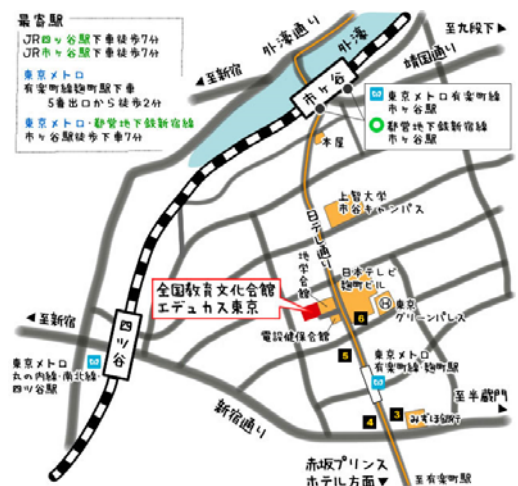 最寄駅
JR四ッ谷駅下車徒歩7分
JR市ヶ谷駅下車徒歩7分
東京メトロ
有楽町線麹町駅下車
5番出口から徒歩2分
東京メトロ・都営地下鉄新宿線
市ヶ谷駅徒歩下車7分
外濠通り
外濠
至九段下▶
靖国通り
◀至新宿
市ヶ谷
東京メトロ有楽町線
市ヶ谷駅
都営地下鉄新宿線
市ヶ谷駅
本屋
上智大学
市谷キャンパス
日テレ通り
地学会館
日本テレビ
麹町ビル
全国教育文化会館
エデュカス東京
H
東京
グリーンパレス
6
電設健保会館
◀至新宿
四ッ谷
5
東京メトロ
有楽町線・麹町駅
東京メトロ
丸の内線・南北線・
四ッ谷駅
新宿通り
至半蔵門
▶
3
みずほ銀行
4
赤坂プリンス
ホテル方面▼
至有楽町駅